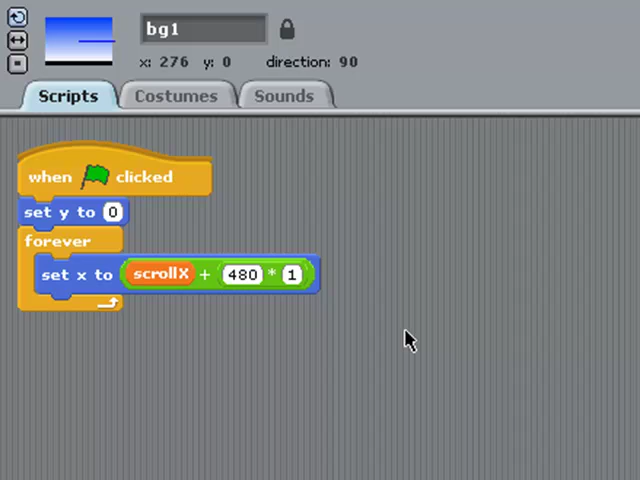 bg1
x: 276 y: 0 direction: 90
Scripts Costumes Sounds
when clicked
set y to 0
forever
set x to scrollX + 480 * 1